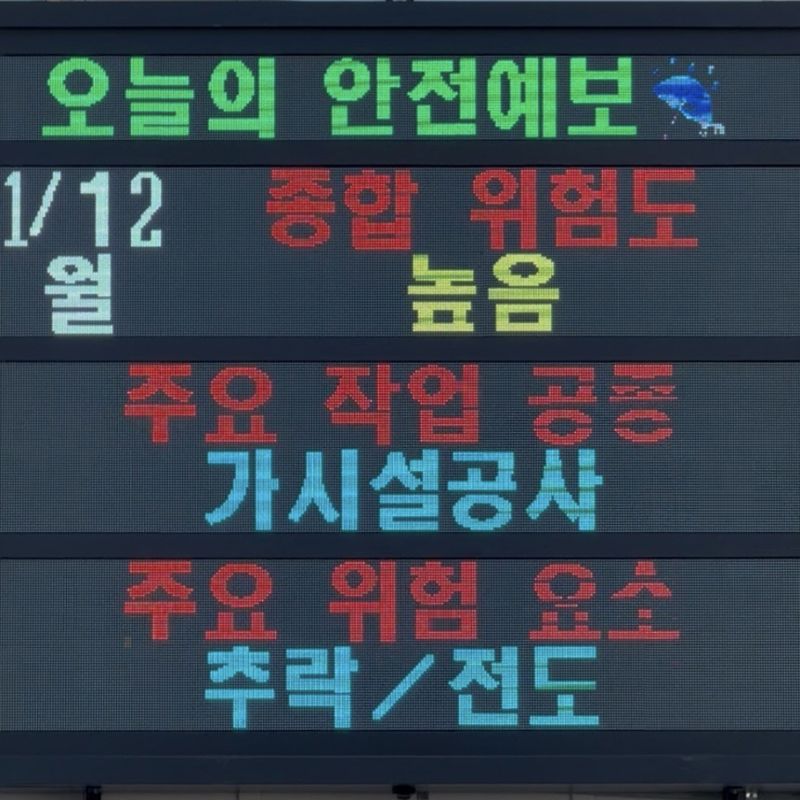 오늘의 안전예보
1/12 종합 위험도
월 높음
주요 작업 공종
가시설공사
주요 위험 요소
추락/전도